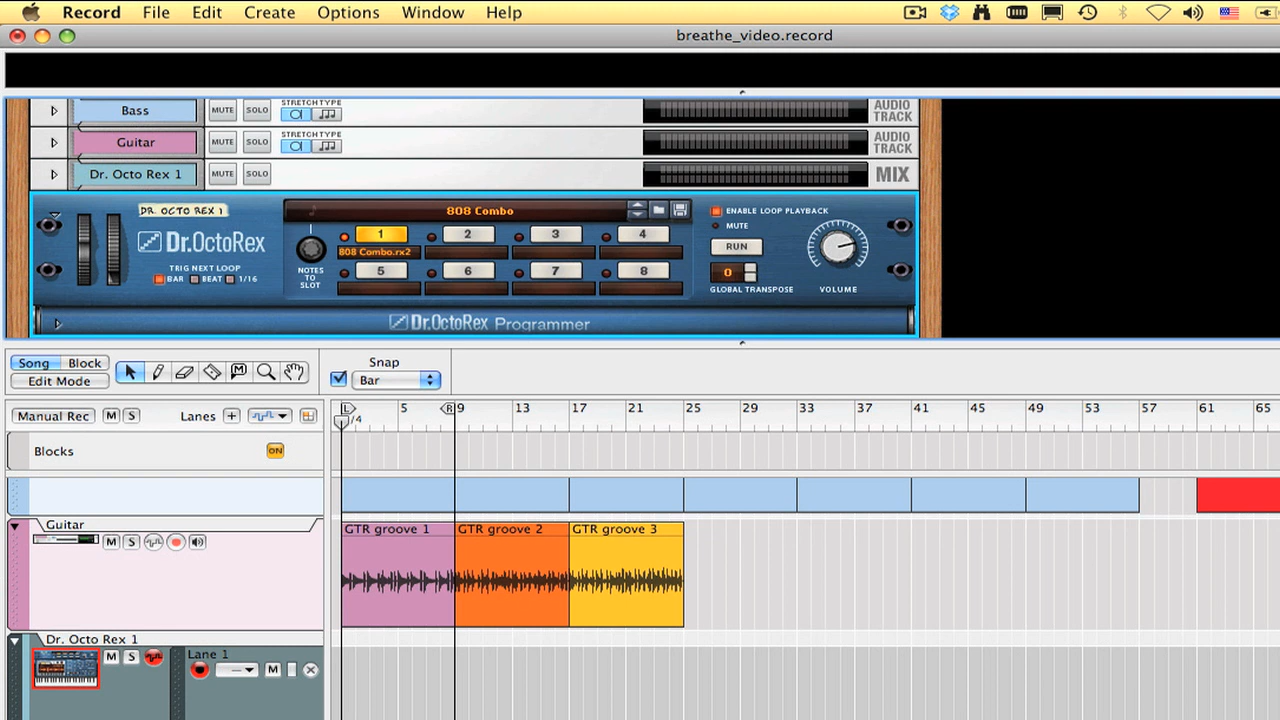 Record File Edit Create Options Window Help
breathe_video.record
Bass MUTE SOLO STRETCH TYPE AUDIO TRACK
Guitar MUTE SOLO STRETCH TYPE AUDIO TRACK
Dr. Octo Rex 1 MUTE SOLO MIX
DR. OCTO REX 1
808 Combo
ENABLE LOOP PLAYBACK
MUTE
Dr.OctoRex
1 2 3 4
RUN
808 Combo.rx2
TRIG NEXT LOOP
BAR BEAT 1/16
NOTES TO SLOT
5 6 7 8
0
GLOBAL TRANSPOSE
VOLUME
Dr.OctoRex Programmer
Song Block
Edit Mode
M
Snap
Bar
Manual Rec M S Lanes +
L R
/4 5 9 13 17 21 25 29 33 37 41 45 49 53 57 61 65
Blocks ON
Guitar
M S
GTR groove 1 GTR groove 2 GTR groove 3
Dr. Octo Rex 1
M S
Lane 1
M